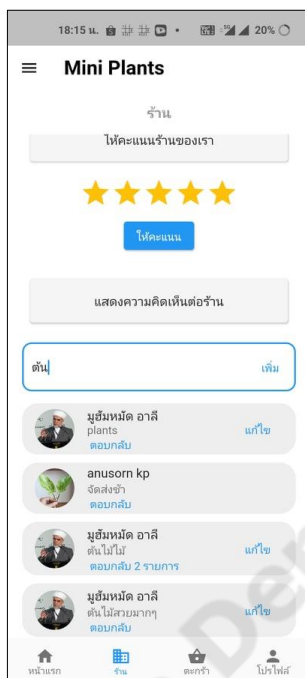 18:15 น. 20%
Mini Plants
ร้าน
ให้คะแนนร้านของเรา
ให้คะแนน
แสดงความคิดเห็นต่อร้าน
ต้น เพิ่ม
มูฮัมหมัด อาลี
plants แก้ไข
ตอบกลับ
anusorn kp
จัดส่งช้า
ตอบกลับ
มูฮัมหมัด อาลี
ต้นไม้ไม้ แก้ไข
ตอบกลับ 2 รายการ
มูฮัมหมัด อาลี
ต้นไม้สวยมากๆ แก้ไข
ตอบกลับ
หน้าแรก ร้าน ตะกร้า โปรไฟล์